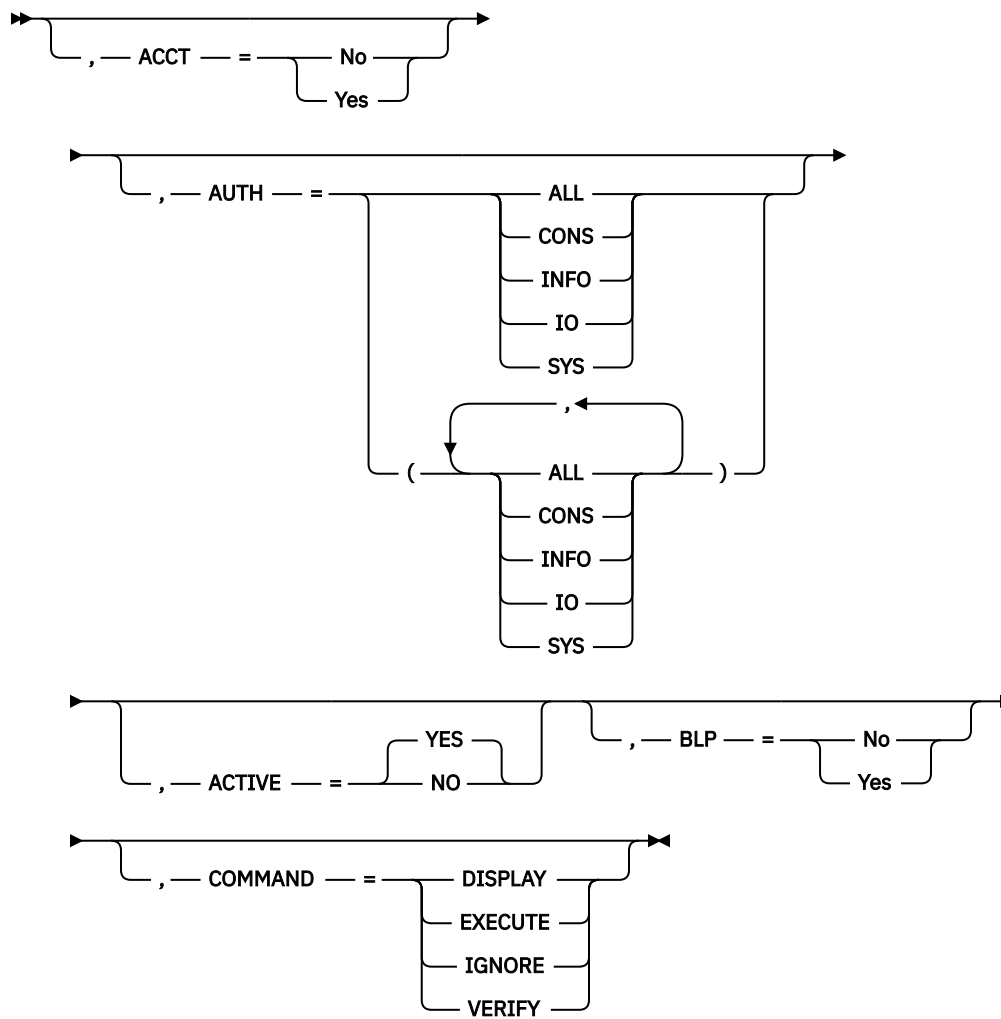 , ACCT = No
Yes
, AUTH = ALL
CONS
INFO
IO
SYS
,
( ALL )
CONS
INFO
IO
SYS
YES
, ACTIVE = NO
, BLP = No
Yes
, COMMAND = DISPLAY
EXECUTE
IGNORE
VERIFY